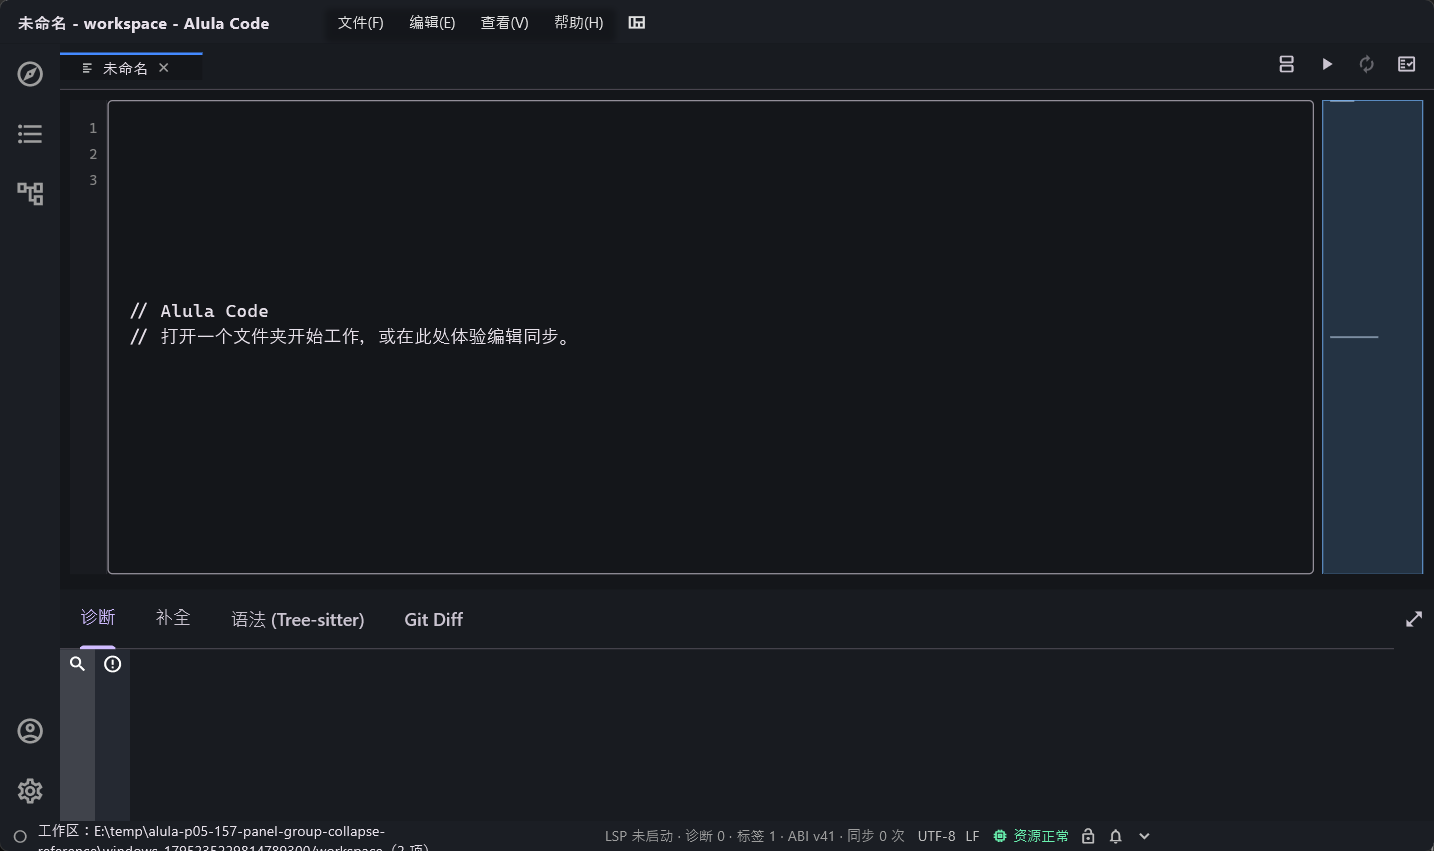 未命名 - workspace - Alula Code
文件(F) 编辑(E) 查看(V) 帮助(H)
未命名
1
2
3
// Alula Code
// 打开一个文件夹开始工作, 或在此处体验编辑同步。
诊断 补全 语法 (Tree-sitter) Git Diff
工作区：E:\temp\alula-p05-157-panel-group-collapse-
LSP 未启动 · 诊断 0 · 标签 1 · ABI v41 · 同步 0 次 UTF-8 LF 资源正常